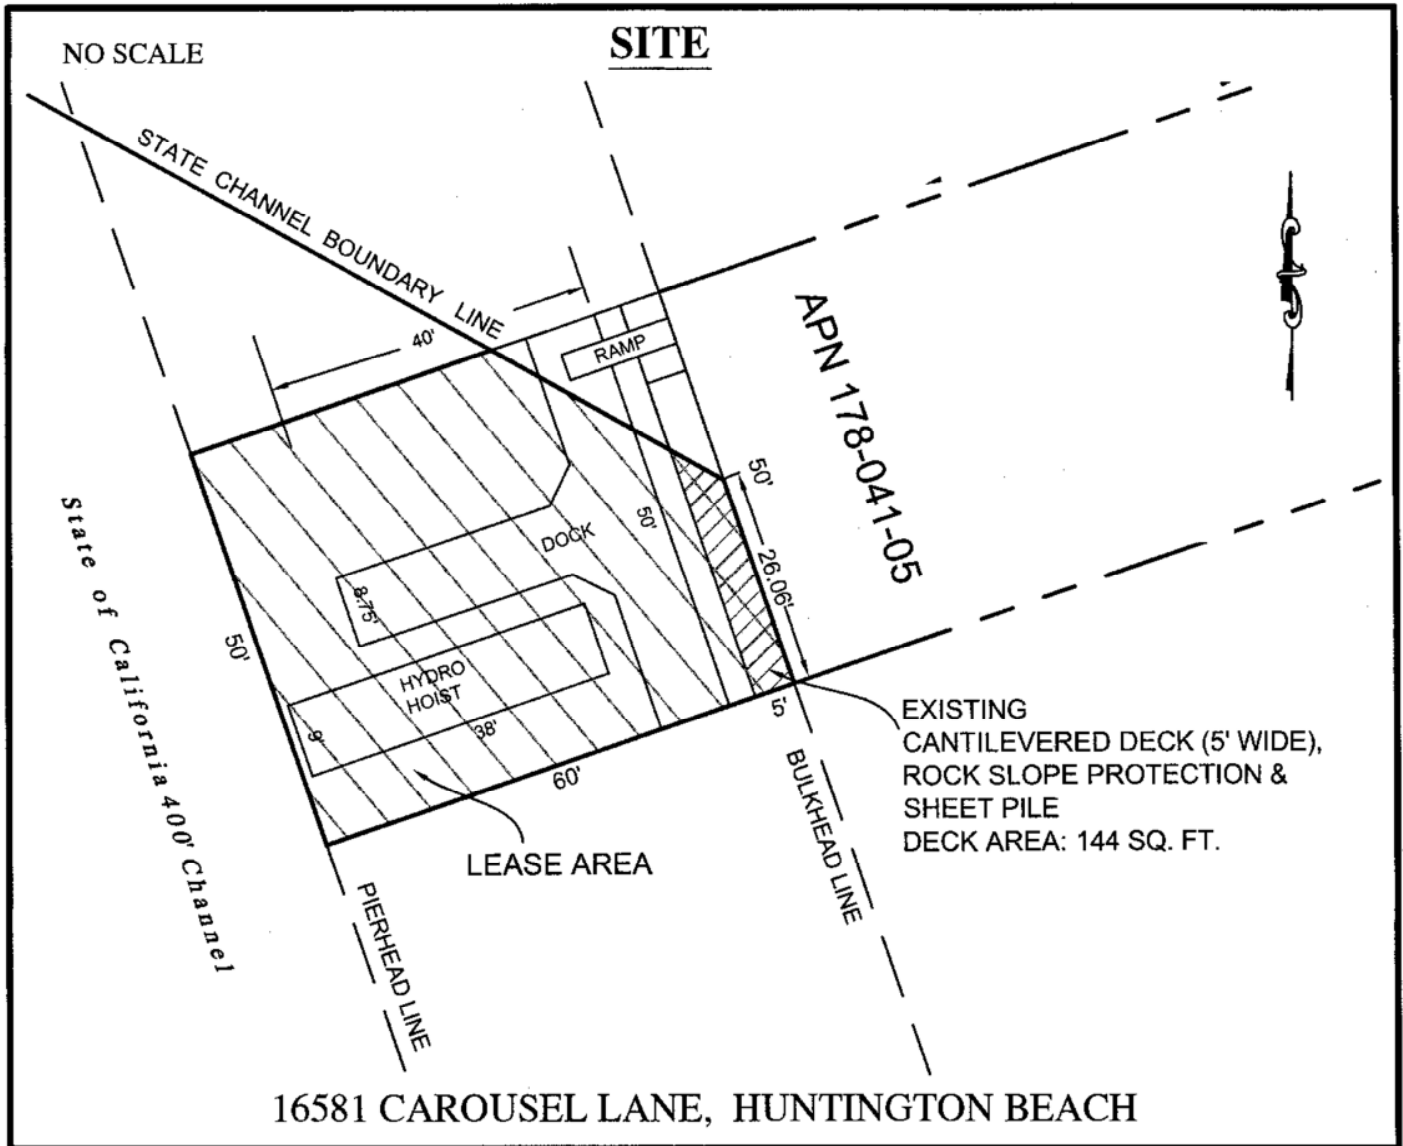 NO SCALE
SITE
STATE CHANNEL BOUNDARY LINE
40'
RAMP
APN 178-041-05
50'
DOCK
50'
26.06'
8.75'
State of California 400' Channel
50'
HYDRO
HOIST
9'
38'
5'
60'
LEASE AREA
EXISTING
CANTILEVERED DECK (5' WIDE),
ROCK SLOPE PROTECTION &
SHEET PILE
DECK AREA: 144 SQ. FT.
BULKHEAD LINE
PIERHEAD LINE
16581 CAROUSEL LANE, HUNTINGTON BEACH